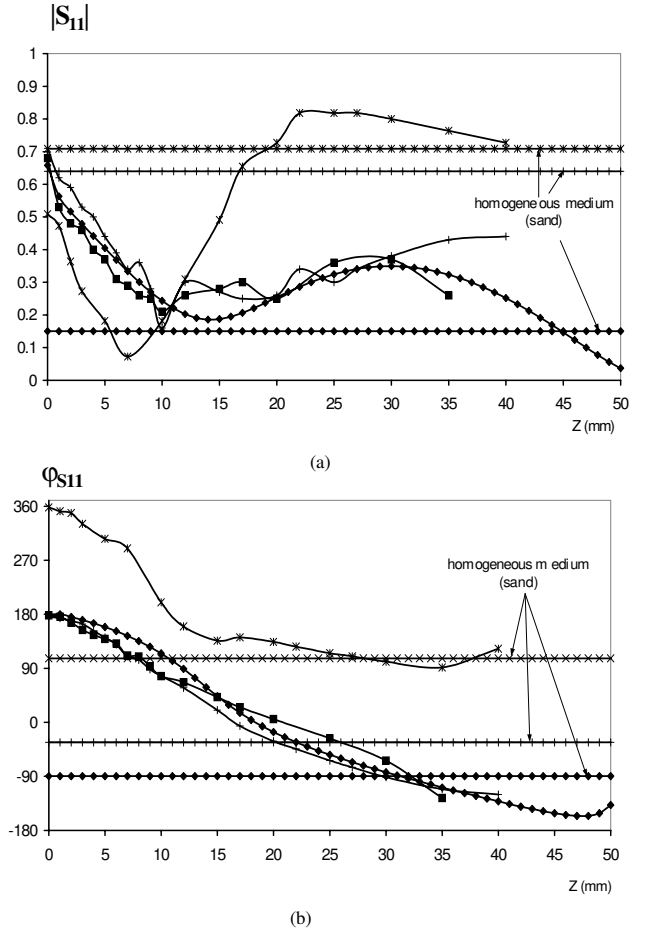 |S11|
1
0.9
0.8
0.7
0.6
0.5
0.4
0.3
0.2
0.1
0
homogeneous medium
(sand)
0 5 10 15 20 25 30 35 40 45 50
Z (mm)
(a)
φS11
360
270
180
90
0
-90
-180
homogeneous medium
(sand)
0 5 10 15 20 25 30 35 40 45 50
Z (mm)
(b)